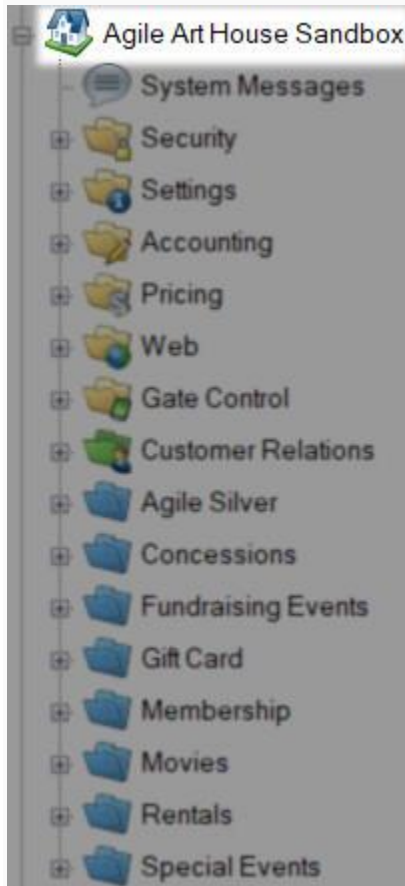 Agile Art House Sandbox
System Messages
Security
Settings
Accounting
Pricing
Web
Gate Control
Customer Relations
Agile Silver
Concessions
Fundraising Events
Gift Card
Membership
Movies
Rentals
Special Events